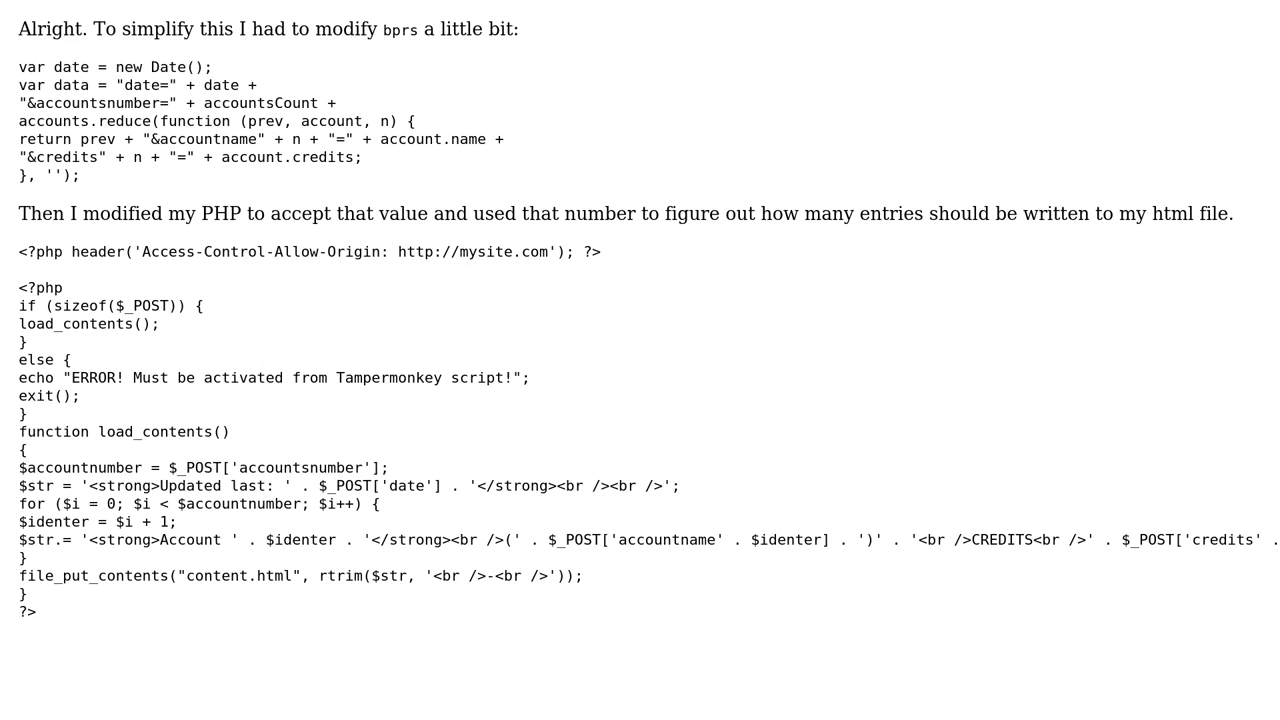 Alright. To simplify this I had to modify bprs a little bit:
var date = new Date();
var data = "date=" + date +
"&accountsnumber=" + accountsCount +
accounts.reduce(function (prev, account, n) {
return prev + "&accountname" + n + "=" + account.name +
"&credits" + n + "=" + account.credits;
}, '');
Then I modified my PHP to accept that value and used that number to figure out how many entries should be written to my html file.
<?php header('Access-Control-Allow-Origin: http://mysite.com'); ?>
<?php
if (sizeof($_POST)) {
load_contents();
}
else {
echo "ERROR! Must be activated from Tampermonkey script!";
exit();
}
function load_contents()
{
$accountnumber = $_POST['accountsnumber'];
$str = '<strong>Updated last: ' . $_POST['date'] . '</strong><br /><br />';
for ($i = 0; $i < $accountnumber; $i++) {
$identer = $i + 1;
$str.= '<strong>Account ' . $identer . '</strong><br />(' . $_POST['accountname' . $identer] . ')' . '<br />CREDITS<br />' . $_POST['credits' .
}
file_put_contents("content.html", rtrim($str, '<br />-<br />'));
}
?>